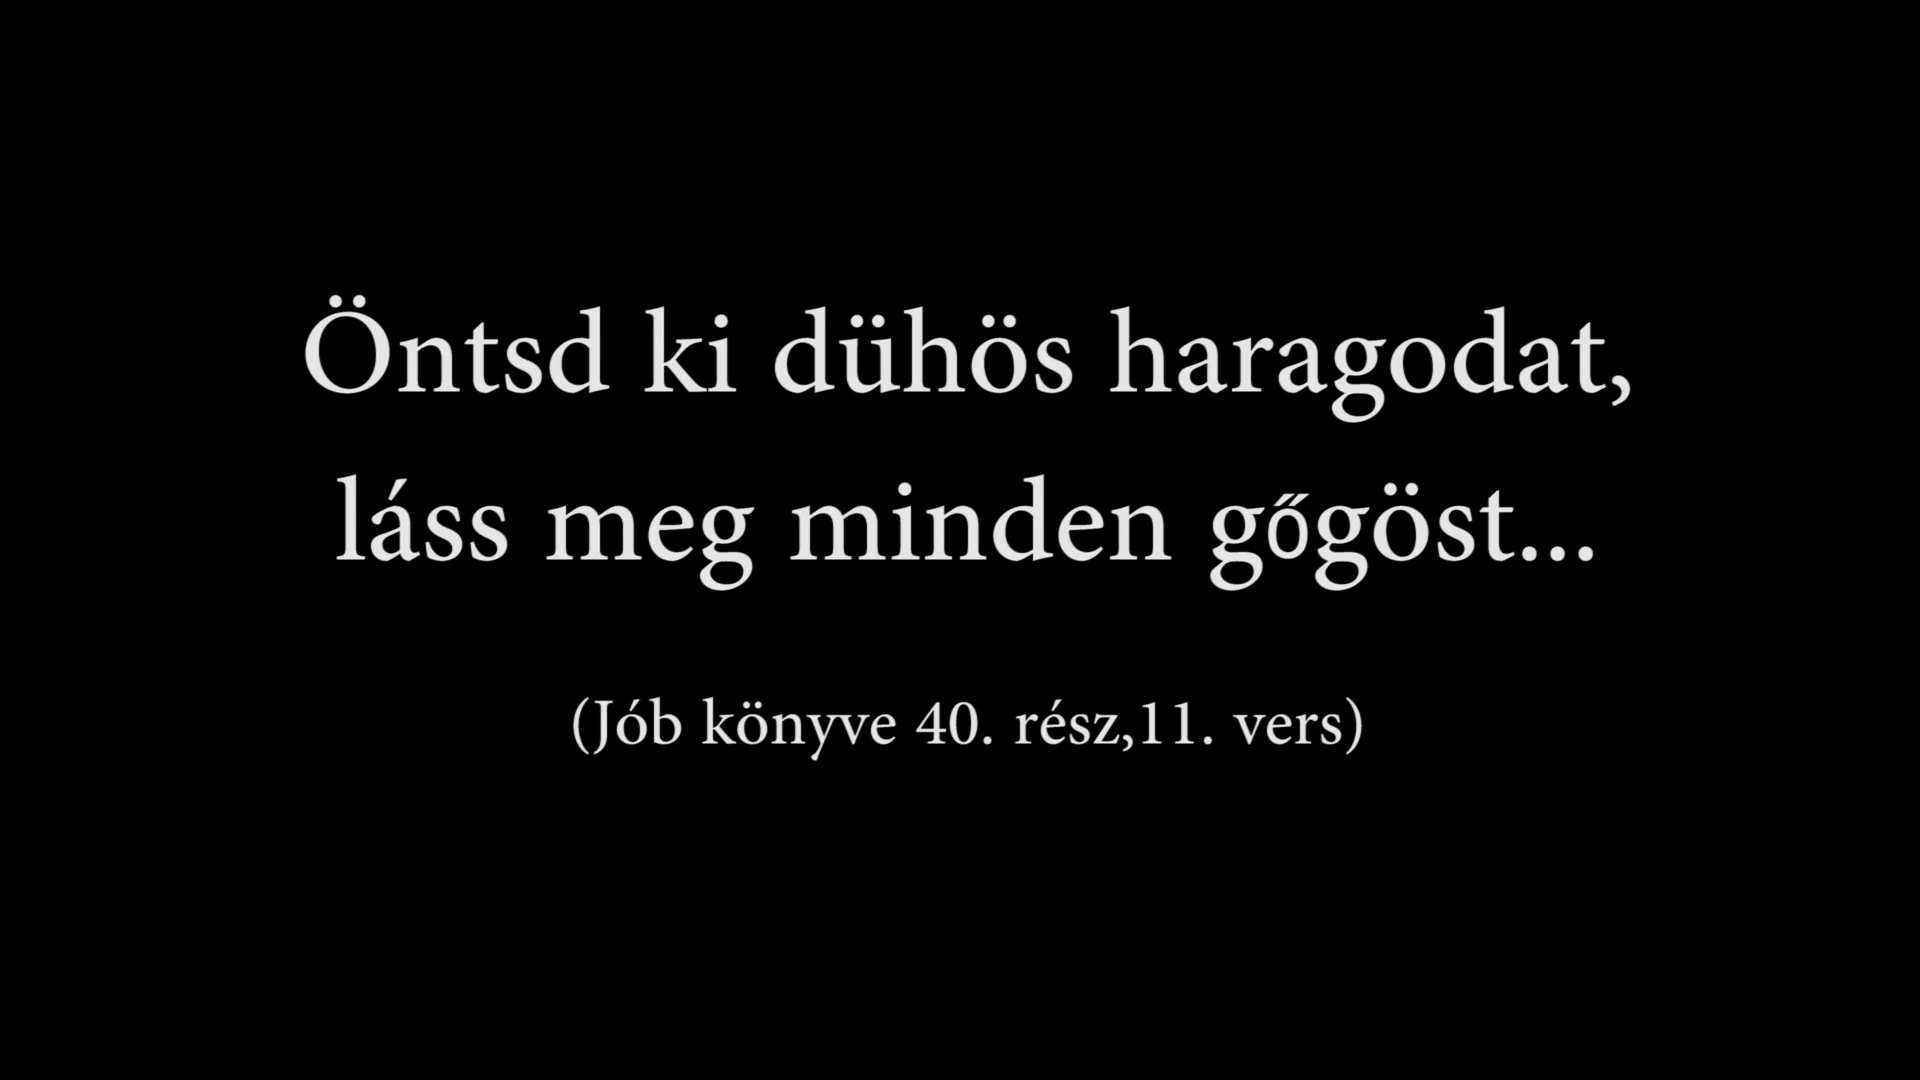 Öntsd ki dühös haragodat,
láss meg minden gőgöst...
(Jób könyve 40. rész,11. vers)